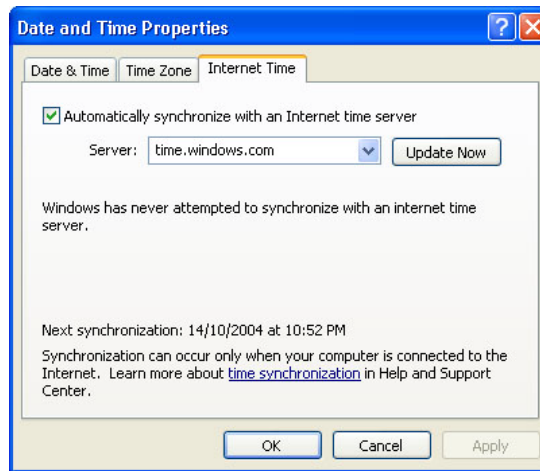 Date and Time Properties
Date & Time Time Zone Internet Time
Automatically synchronize with an Internet time server
Server: time.windows.com Update Now
Windows has never attempted to synchronize with an internet time
server.
Next synchronization: 14/10/2004 at 10:52 PM
Synchronization can occur only when your computer is connected to the
Internet. Learn more about time synchronization in Help and Support
Center.
OK Cancel Apply